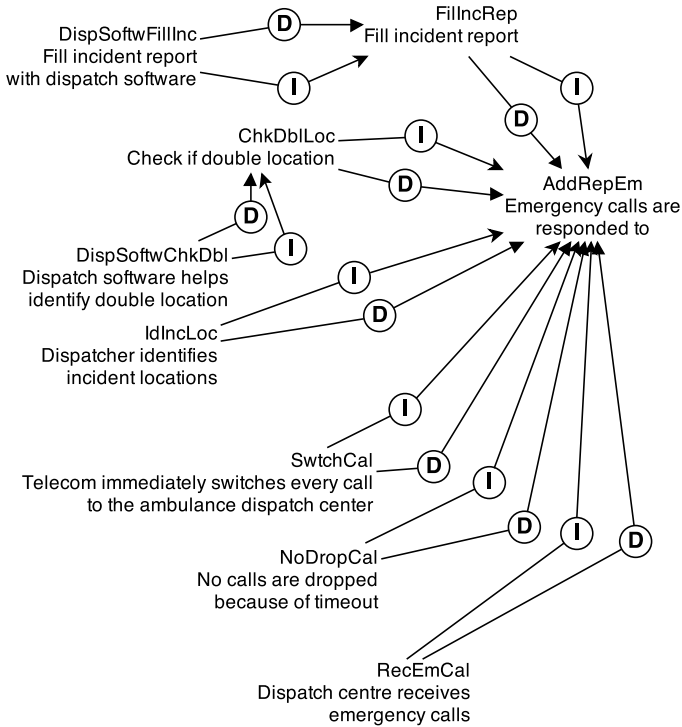 DispSoftwFillInc
Fill incident report
with dispatch software
D
I
FillIncRep
Fill incident report
D
I
ChkDblLoc
Check if double location
I
D
AddRepEm
Emergency calls are
responded to
D
I
DispSoftwChkDbl
Dispatch software helps
identify double location
I
D
IdIncLoc
Dispatcher identifies
incident locations
I
D
SwtchCal
Telecom immediately switches every call
to the ambulance dispatch center
I
D
NoDropCal
No calls are dropped
because of timeout
I
D
RecEmCal
Dispatch centre receives
emergency calls